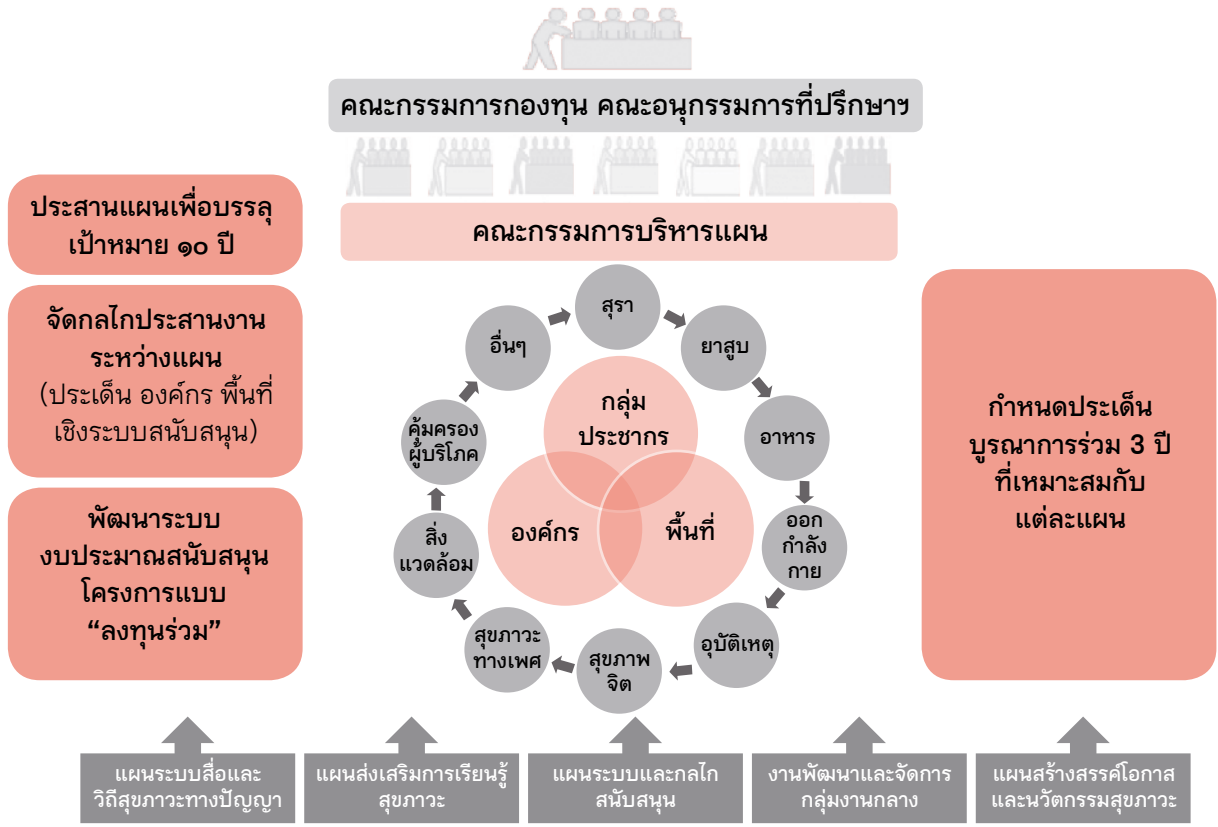 คณะกรรมการกองทุน คณะอนุกรรมการที่ปรึกษาฯ
คณะกรรมการบริหารแผน
ประสานแผนเพื่อบรรลุ
เป้าหมาย ๑๐ ปี
จัดกลไกประสานงาน
ระหว่างแผน
(ประเด็น องค์กร พื้นที่
เชิงระบบสนับสนุน)
พัฒนาระบบ
งบประมาณสนับสนุน
โครงการแบบ
“ลงทุนร่วม”
สุรา
ยาสูบ
อาหาร
ออก
กำลัง
กาย
อุบัติเหตุ
สุขภาพ
จิต
สุขภาวะ
ทางเพศ
สิ่ง
แวดล้อม
คุ้มครอง
ผู้บริโภค
อื่นๆ
กลุ่ม
ประชากร
องค์กร
พื้นที่
กำหนดประเด็น
บูรณาการร่วม 3 ปี
ที่เหมาะสมกับ
แต่ละแผน
แผนระบบสื่อและ
วิถีสุขภาวะทางปัญญา
แผนส่งเสริมการเรียนรู้
สุขภาวะ
แผนระบบและกลไก
สนับสนุน
งานพัฒนาและจัดการ
กลุ่มงานกลาง
แผนสร้างสรรค์โอกาส
และนวัตกรรมสุขภาวะ